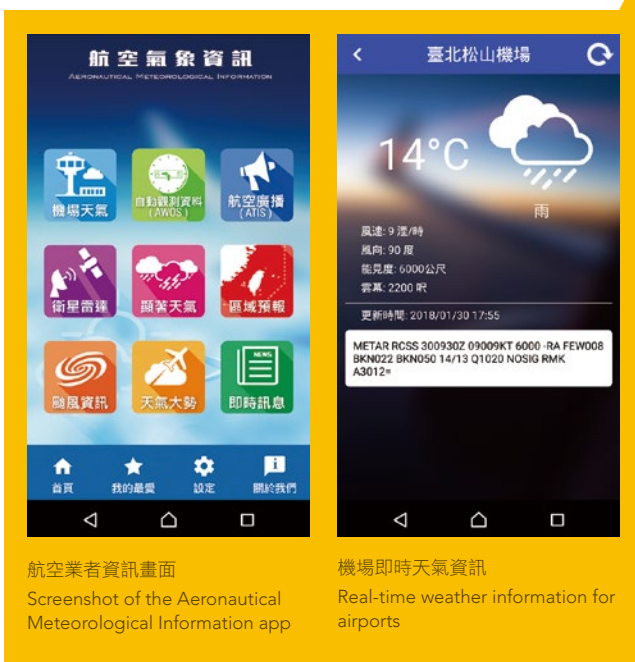 航空氣象資訊
AERONAUTICAL METEOROLOGICAL INFORMATION
機場天氣
自動觀測資料
(AWOS)
航空廣播
(ATIS)
衛星雷達
顯著天氣
區域預報
颱風資訊
天氣大勢
NEWS
即時訊息
首頁
我的最愛
設定
關於我們
航空業者資訊畫面
Screenshot of the Aeronautical
Meteorological Information app
臺北松山機場
14°C
雨
風速: 9 浬/時
風向: 90 度
能見度: 6000公尺
雲幕: 2200 呎
更新時間: 2018/01/30 17:55
METAR RCSS 300930Z 09009KT 6000 -RA FEW008
BKN022 BKN050 14/13 Q1020 NOSIG RMK
A3012=
機場即時天氣資訊
Real-time weather information for
airports